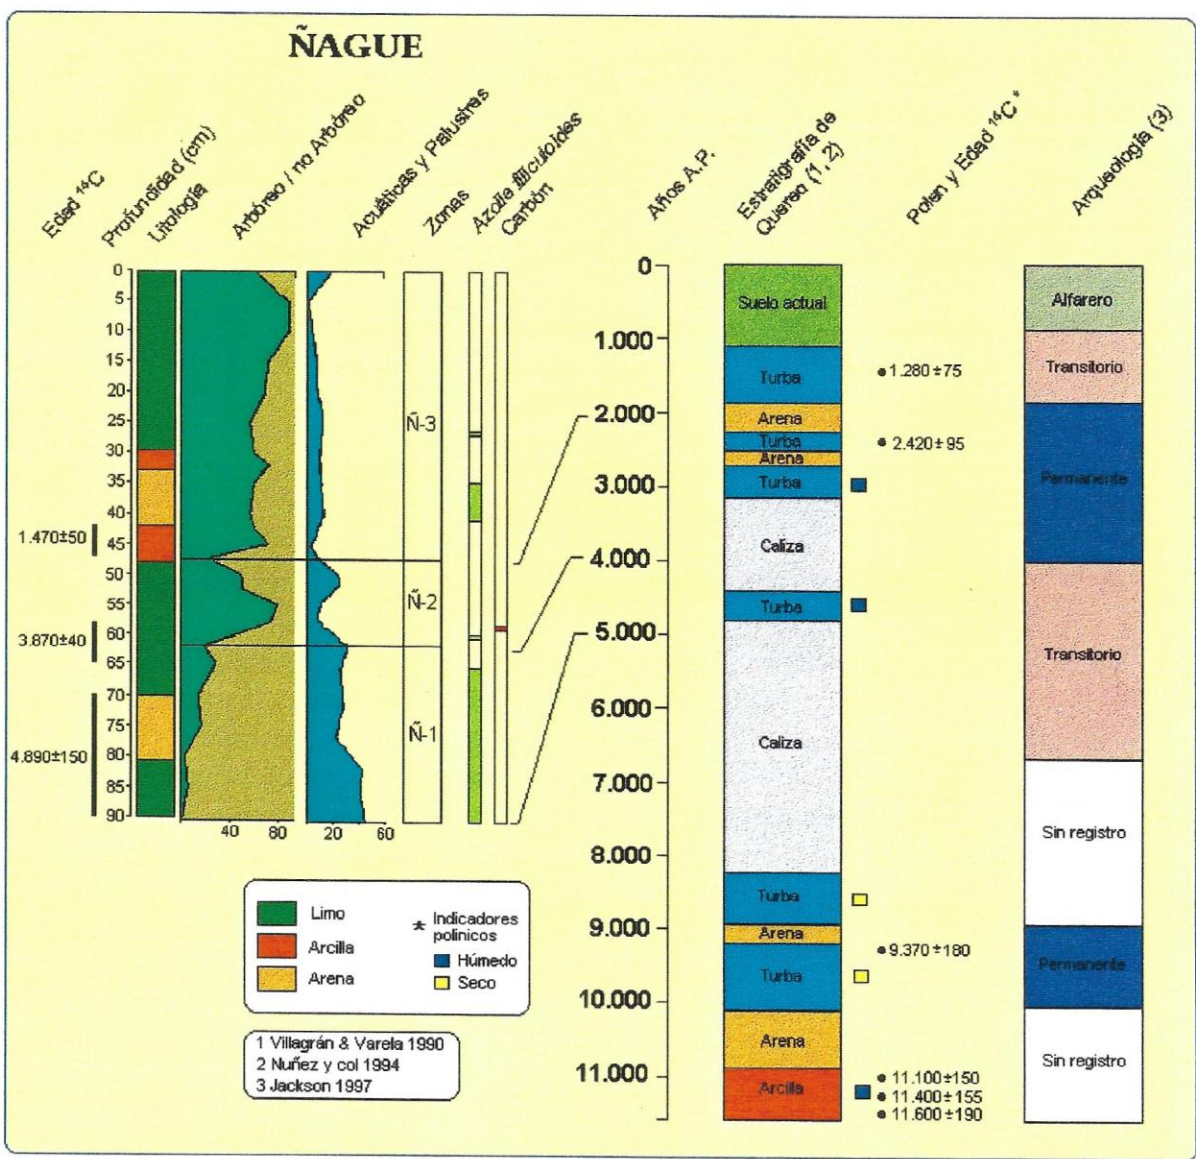 ÑAGUE
Edad ¹⁴C
Profundidad (cm)
Litología
Arbóreo / no Arbóreo
Acuáticas y Palustres
Zonas
Azolla filiculoides
Carbón
0
5
10
15
20
25
30
35
40
45
50
55
60
65
70
75
80
85
90
1.470±50
3.870±40
4.890±150
40
80
20
60
Ñ-3
Ñ-2
Ñ-1
Años A.P.
Estratigrafía de
Quereo (1, 2)
Polen y Edad ¹⁴C *
Arqueología (3)
0
1.000
2.000
3.000
4.000
5.000
6.000
7.000
8.000
9.000
10.000
11.000
Suelo actual
Turba
Arena
Turba
Arena
Turba
Caliza
Turba
Caliza
Turba
Arena
Turba
Arena
Arcilla
1.280±75
2.420±95
9.370±180
11.100±150
11.400±155
11.600±190
Alfarero
Transitorio
Permanente
Transitorio
Sin registro
Permanente
Sin registro
Limo
Arcilla
Arena
* Indicadores
polínicos
Húmedo
Seco
1 Villagrán & Varela 1990
2 Nuñez y col 1994
3 Jackson 1997